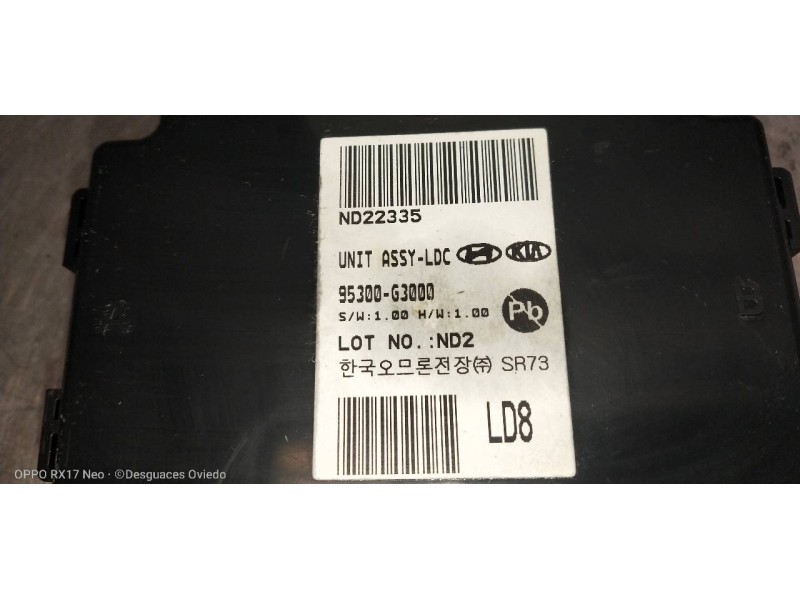 ND22335
UNIT ASSY-LDC KIA
95300-G3000
S/W:1.00 H/W:1.00 Pb
LOT NO.:ND2
한국오므론전장㈜ SR73
LD8
B
OPPO RX17 Neo · ©Desguaces Oviedo